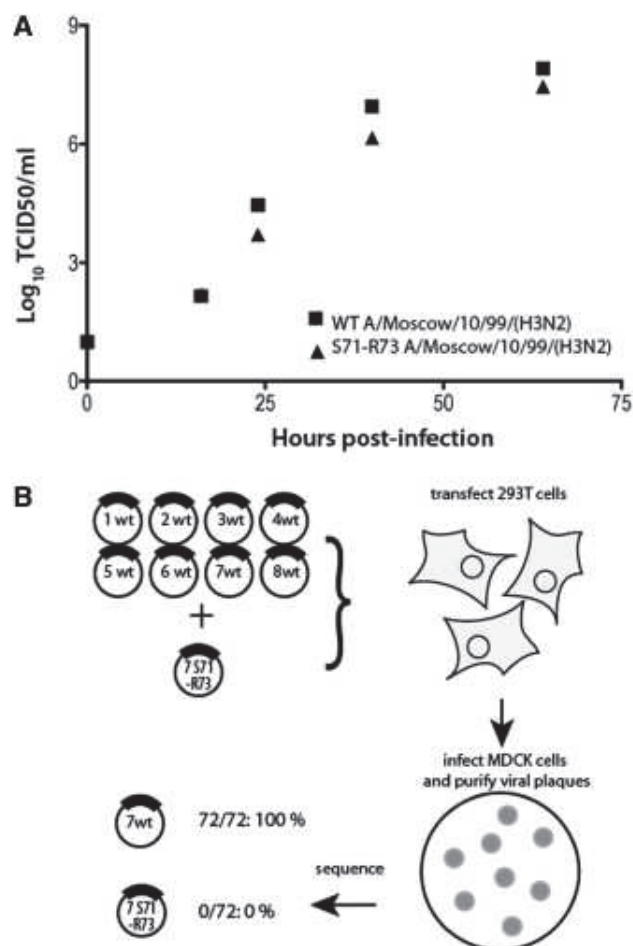 A
9
6
3
0
Log10 TCID50/ml
WT A/Moscow/10/99/(H3N2)
S71-R73 A/Moscow/10/99/(H3N2)
0
25
50
75
Hours post-infection
B
1 wt
2 wt
3wt
4wt
5 wt
6 wt
7wt
8wt
+
7 S71
-R73
transfect 293T cells
infect MDCK cells
and purify viral plaques
sequence
7wt
72/72: 100 %
7 S71
-R73
0/72: 0 %